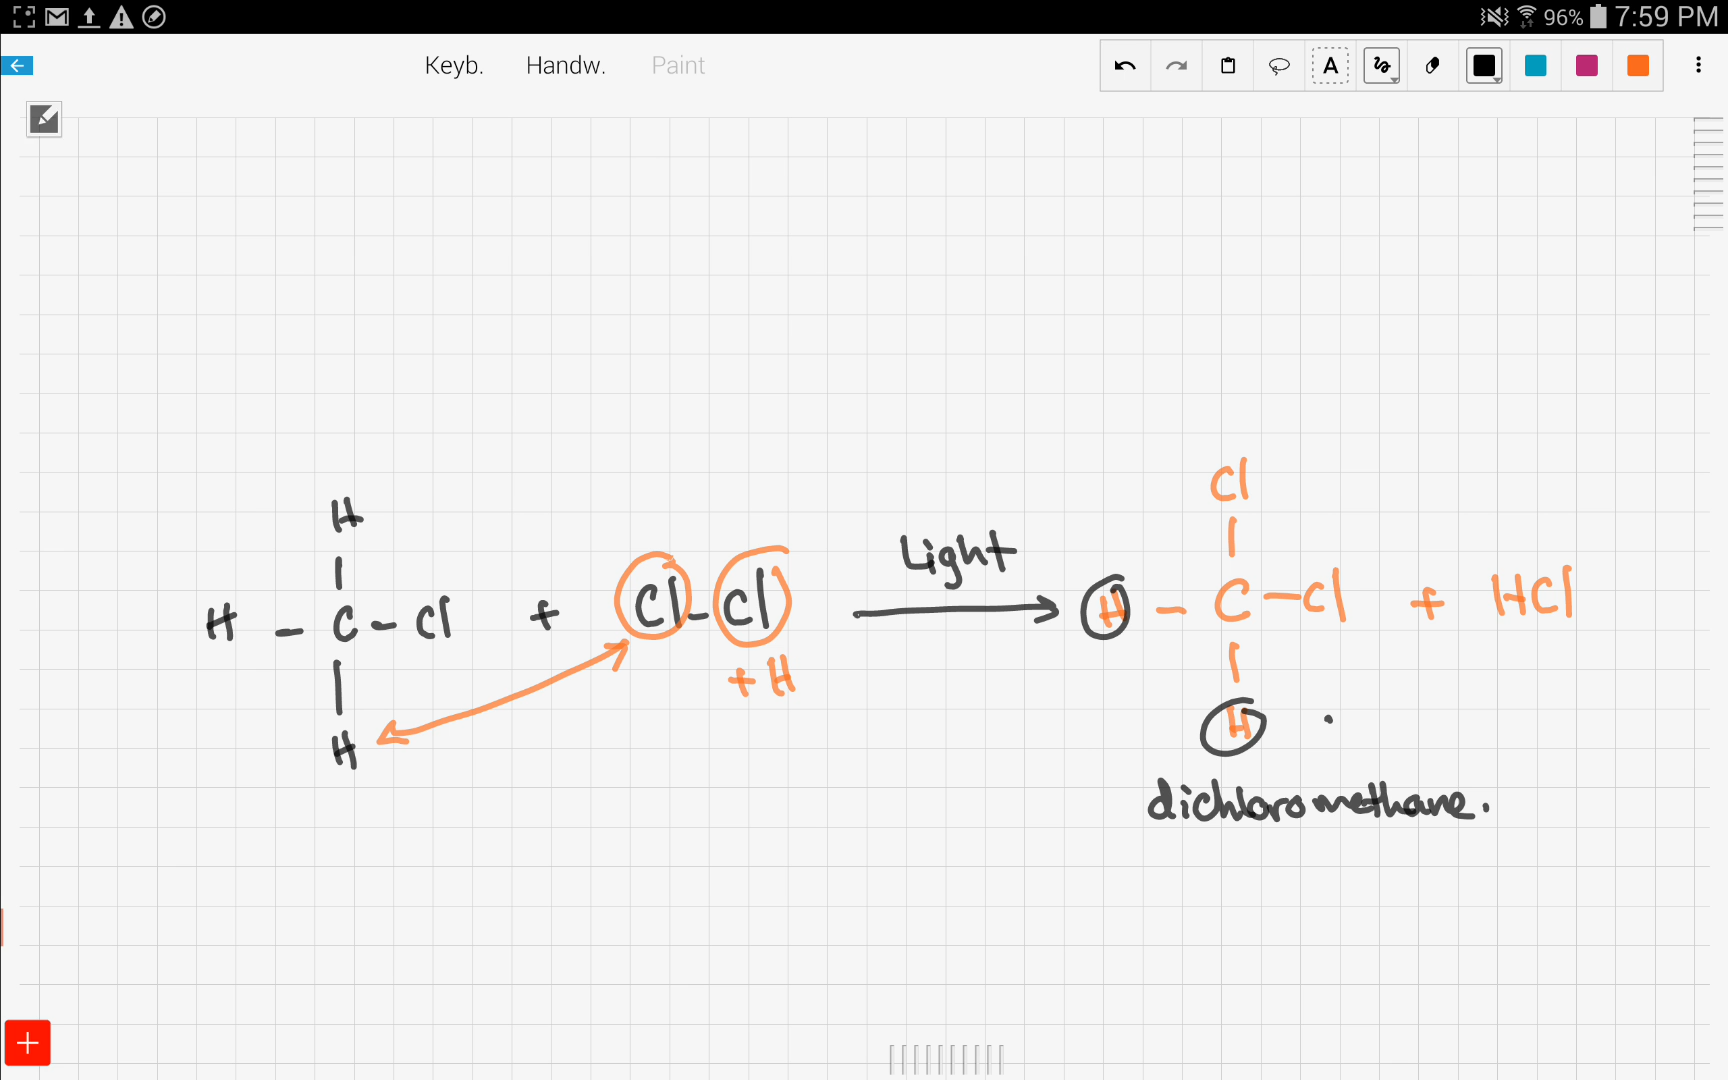 96% 7:59 PM
Keyb. Handw. Paint A
H
H - C - Cl + Cl-Cl Light H - C - Cl + HCl
Cl
+ H
H
H
dichloromethane.